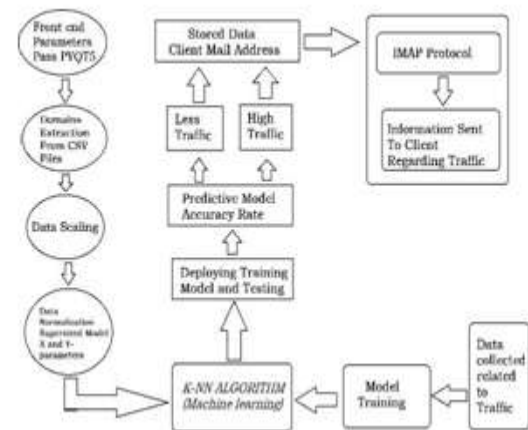 Front end
Parameters
Pass PYQT5
Domains
Extraction
From CSV
Files
Data Scaling
Data
Normalization
Supervised Model
X and Y-
parameters
Stored Data
Client Mail Address
Less
Traffic
High
Traffic
Predictive Model
Accuracy Rate
Deploying Training
Model and Testing
K-NN ALGORITHM
(Machine learning)
Model
Training
Data
collected
related
to
Traffic
IMAP Protocol
Information Sent
To Client
Regarding Traffic